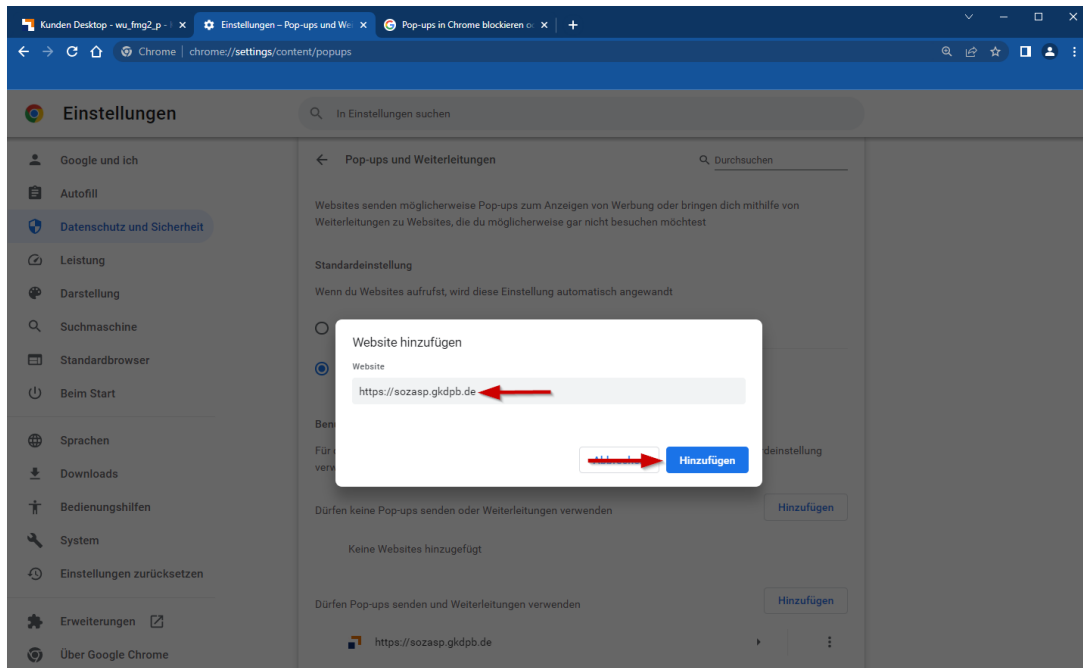 Kunden Desktop - wu_fmg2_p -
Einstellungen – Pop-ups und We
Pop-ups in Chrome blockieren o
Chrome | chrome://settings/content/popups
Einstellungen
In Einstellungen suchen
Google und ich
Autofill
Datenschutz und Sicherheit
Leistung
Darstellung
Suchmaschine
Standardbrowser
Beim Start
Sprachen
Downloads
Bedienungshilfen
System
Einstellungen zurücksetzen
Erweiterungen
Über Google Chrome
Pop-ups und Weiterleitungen
Durchsuchen
Websites senden möglicherweise Pop-ups zum Anzeigen von Werbung oder bringen dich mithilfe von
Weiterleitungen zu Websites, die du möglicherweise gar nicht besuchen möchtest
Standardeinstellung
Wenn du Websites aufrufst, wird diese Einstellung automatisch angewandt
Website hinzufügen
Website
https://sozasp.gkdpb.de
Hinzufügen
Ben
Für
deinstellung
verw
Dürfen keine Pop-ups senden oder Weiterleitungen verwenden
Hinzufügen
Keine Websites hinzugefügt
Dürfen Pop-ups senden und Weiterleitungen verwenden
Hinzufügen
https://sozasp.gkdpb.de